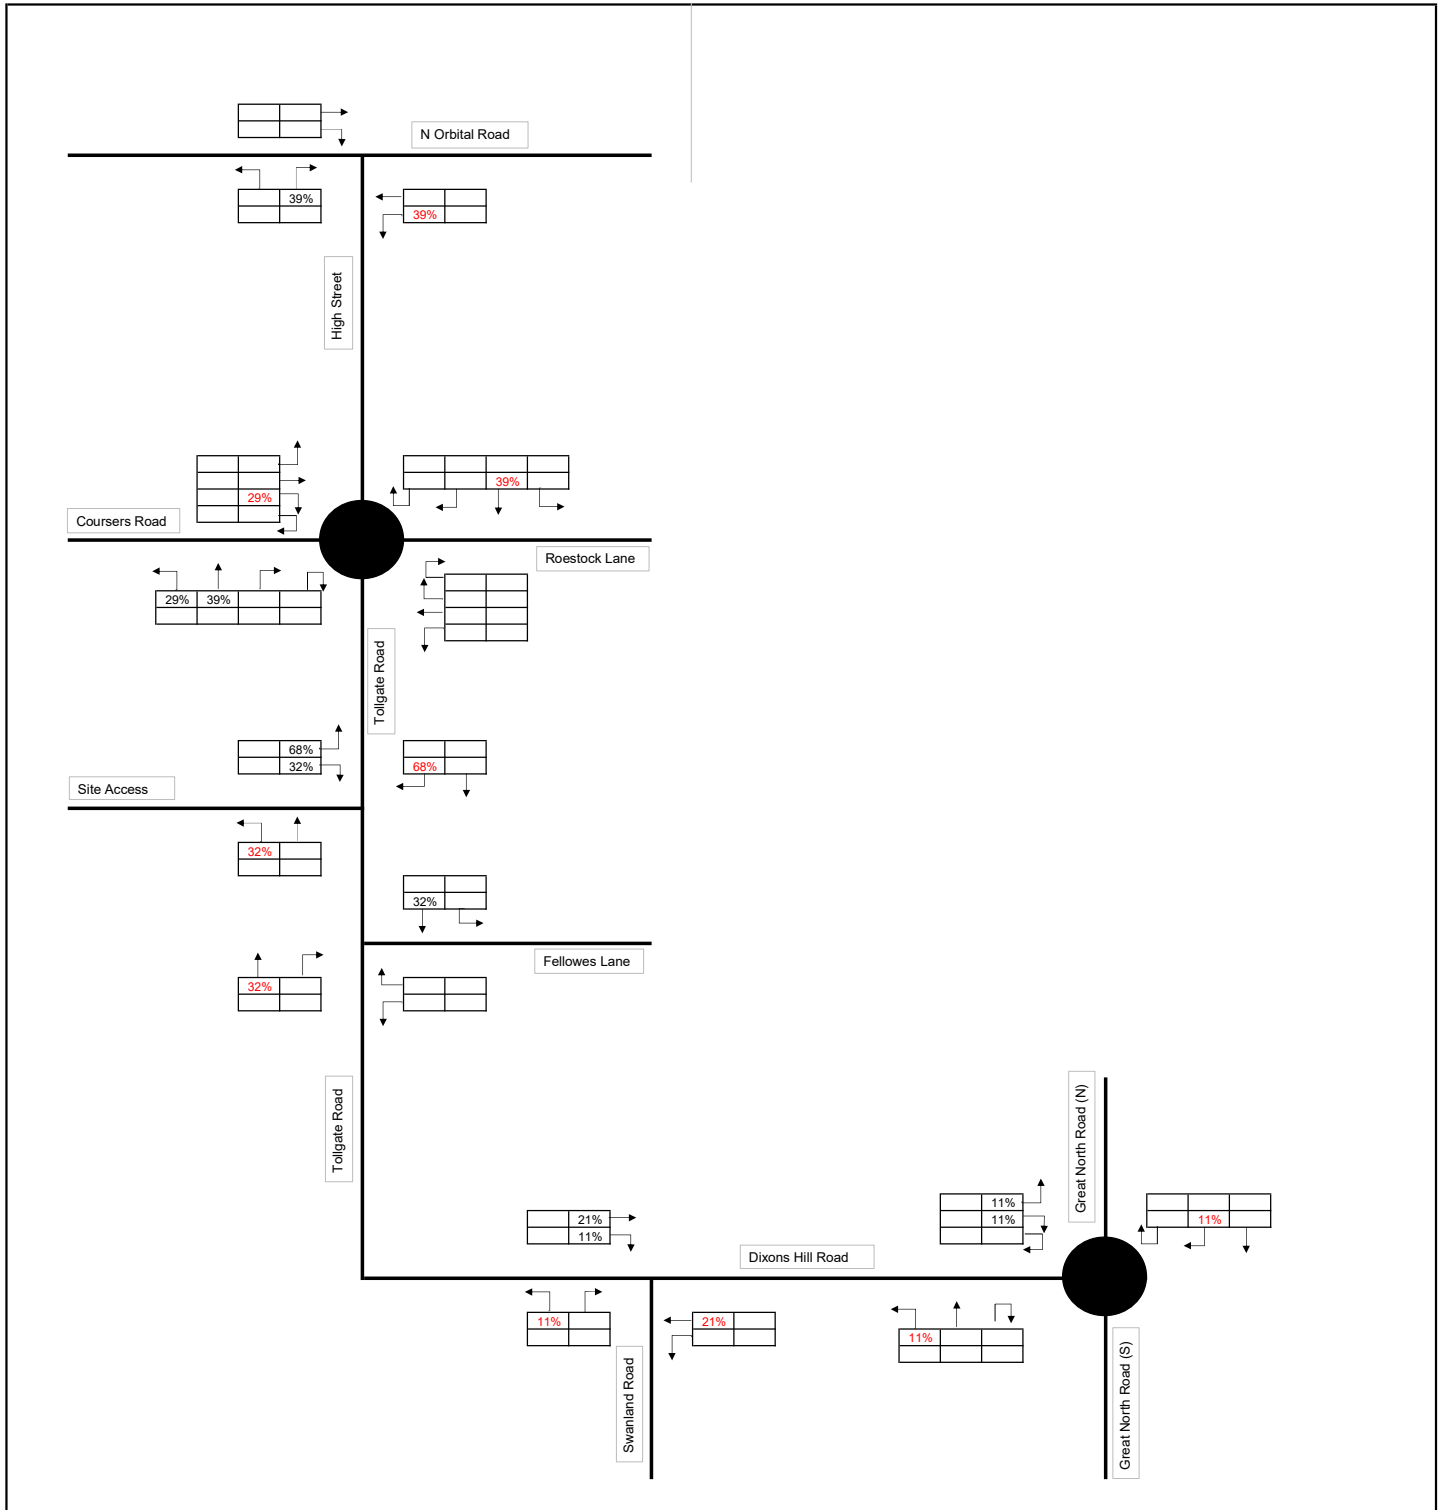 N Orbital Road
39%
39%
High Street
29%
39%
Coursers Road
Roestock Lane
29% 39%
Tollgate Road
68%
32%
68%
Site Access
32%
32%
Fellowes Lane
32%
Tollgate Road
Great North Road (N)
11%
11%
11%
21%
11%
Dixons Hill Road
11%
21%
11%
Swanland Road
Great North Road (S)